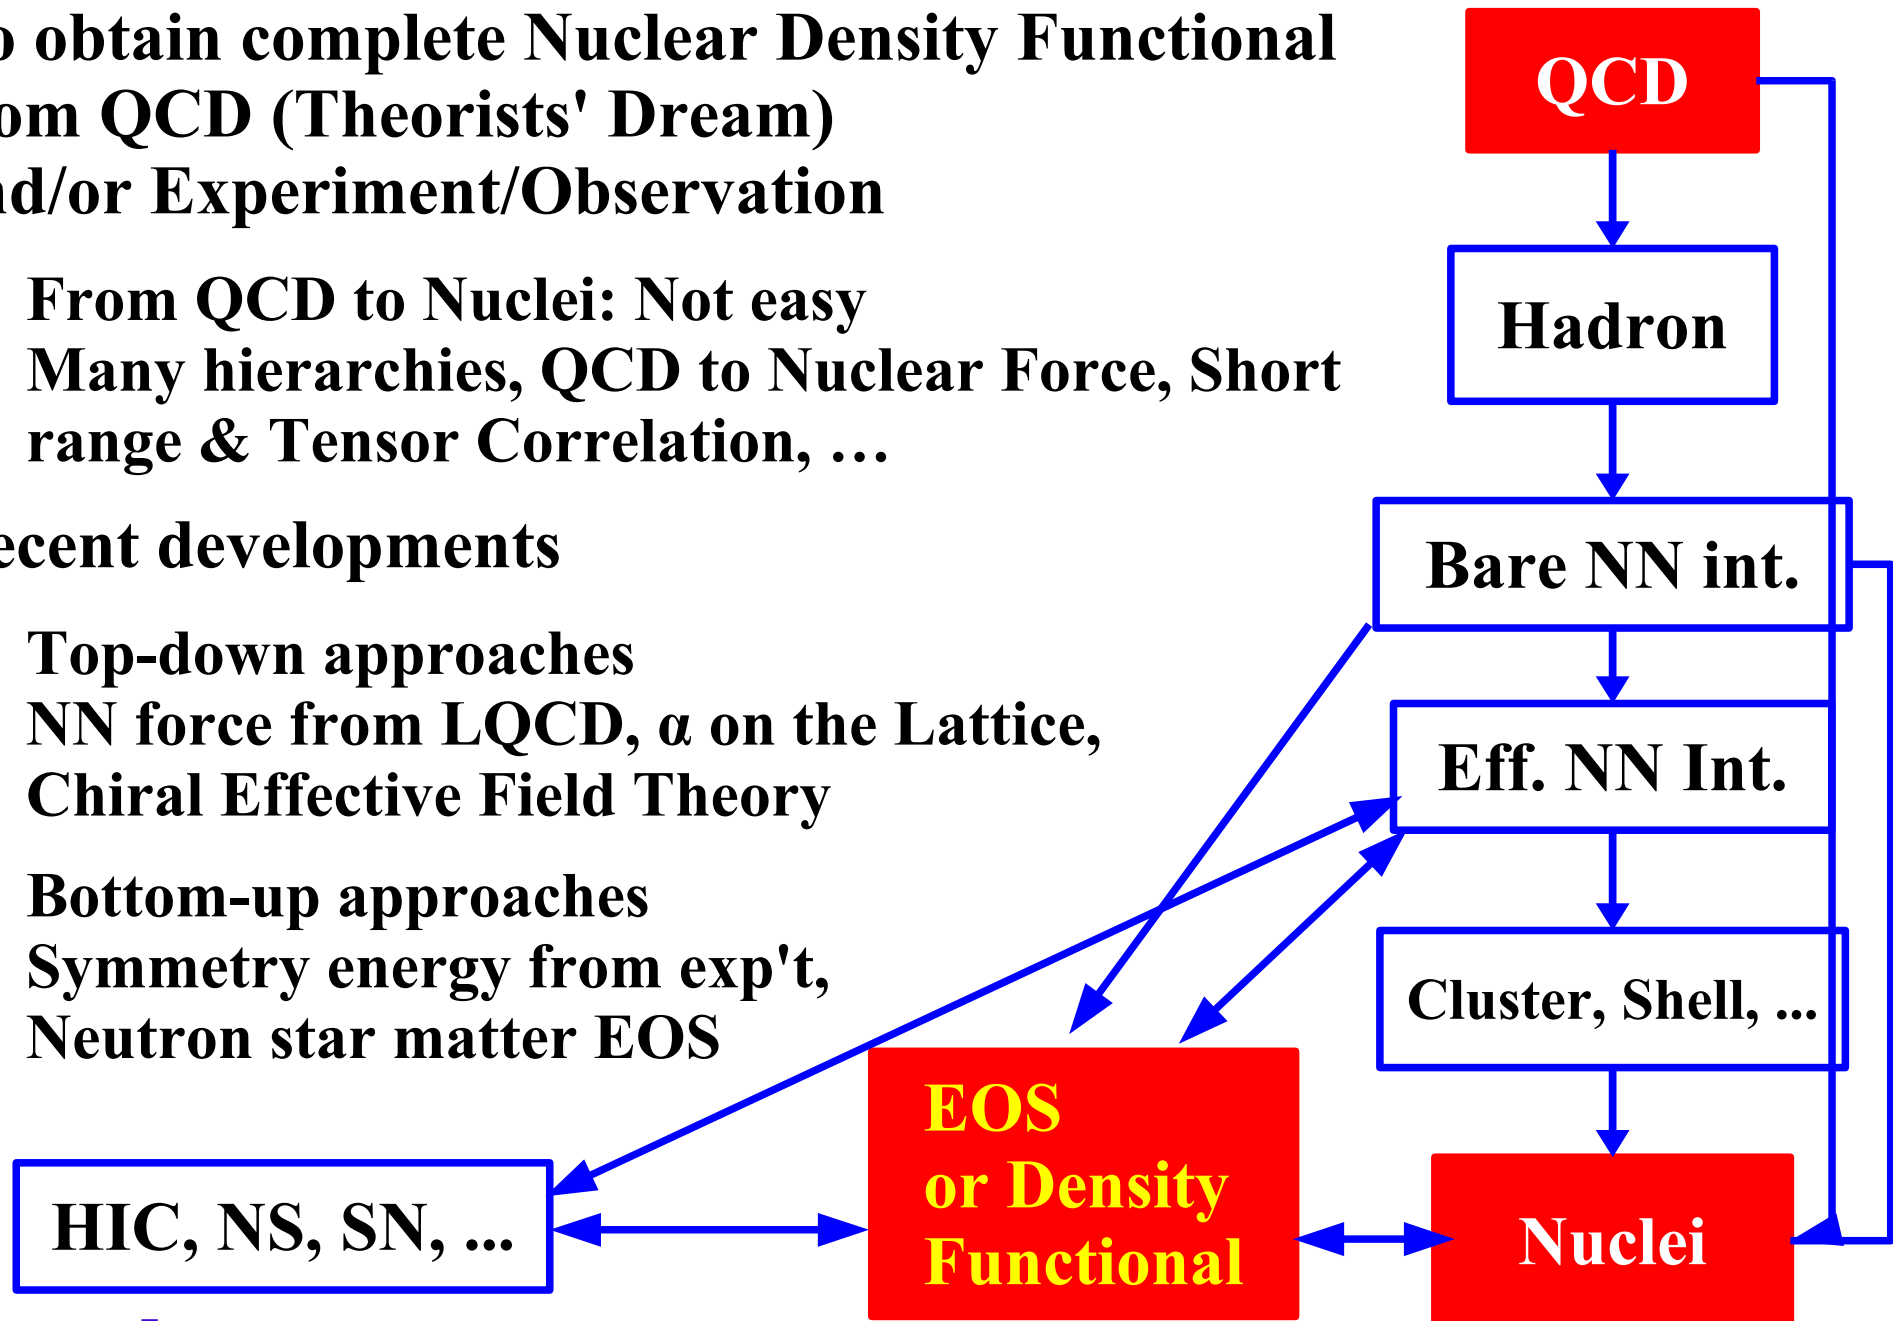 o obtain complete Nuclear Density Functional
om QCD (Theorists' Dream)
nd/or Experiment/Observation
From QCD to Nuclei: Not easy
Many hierarchies, QCD to Nuclear Force, Short
range & Tensor Correlation, …
ecent developments
Top-down approaches
NN force from LQCD, α on the Lattice,
Chiral Effective Field Theory
Bottom-up approaches
Symmetry energy from exp't,
Neutron star matter EOS
QCD
Hadron
Bare NN int.
Eff. NN Int.
Cluster, Shell, ...
Nuclei
EOS
or Density
Functional
HIC, NS, SN, ...